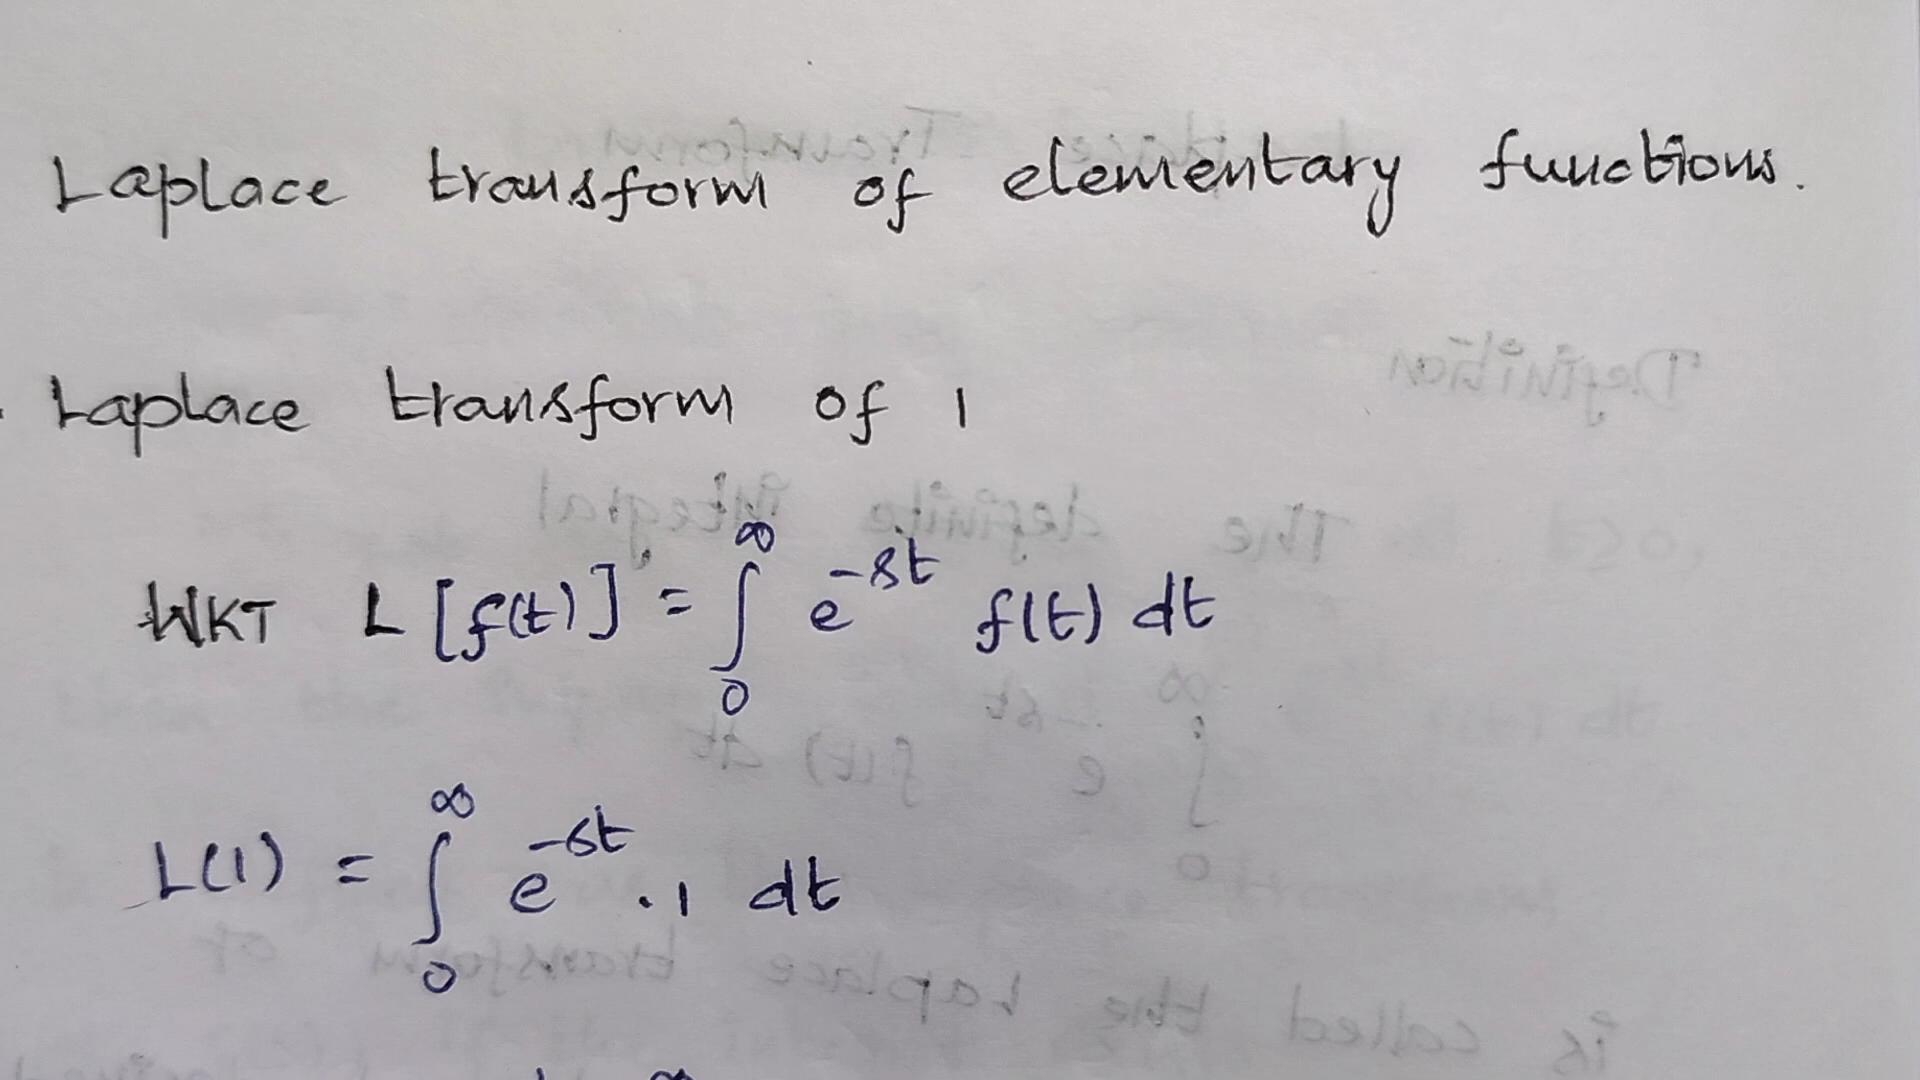 Laplace transform of elementary functions.
Laplace transform of 1
WKT L[f(t)] = ∫₀^∞ e^{-st} f(t) dt
L(1) = ∫₀^∞ e^{-st} . 1 dt